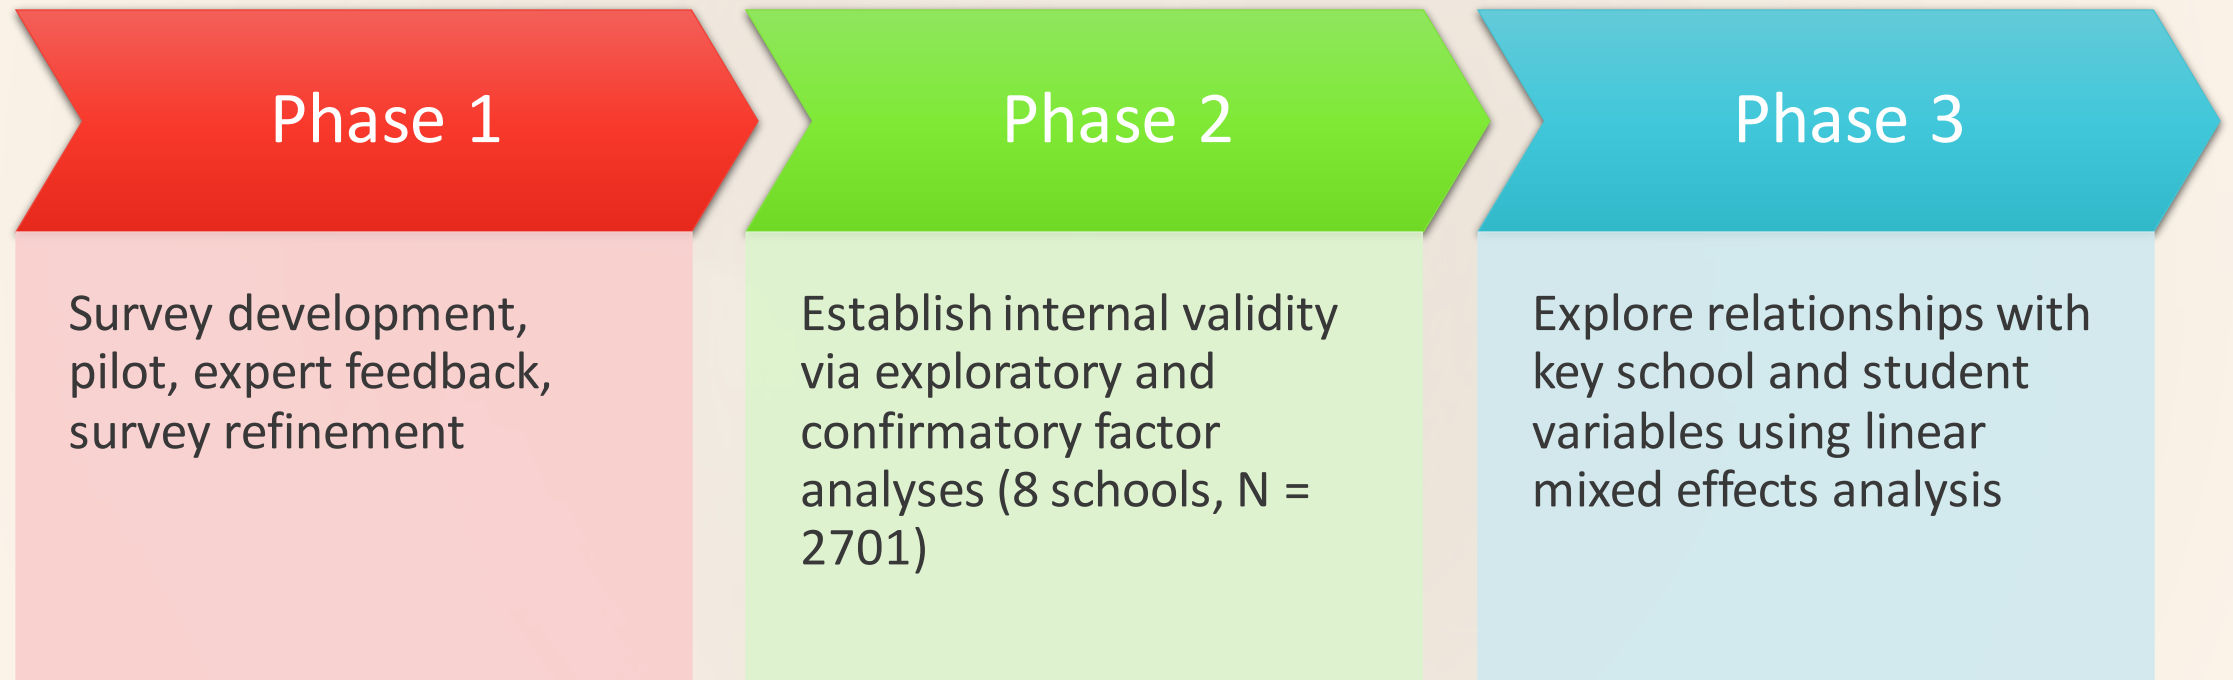 Phase 1
Survey development,
pilot, expert feedback,
survey refinement
Phase 2
Establish internal validity
via exploratory and
confirmatory factor
analyses (8 schools, N =
2701)
Phase 3
Explore relationships with
key school and student
variables using linear
mixed effects analysis